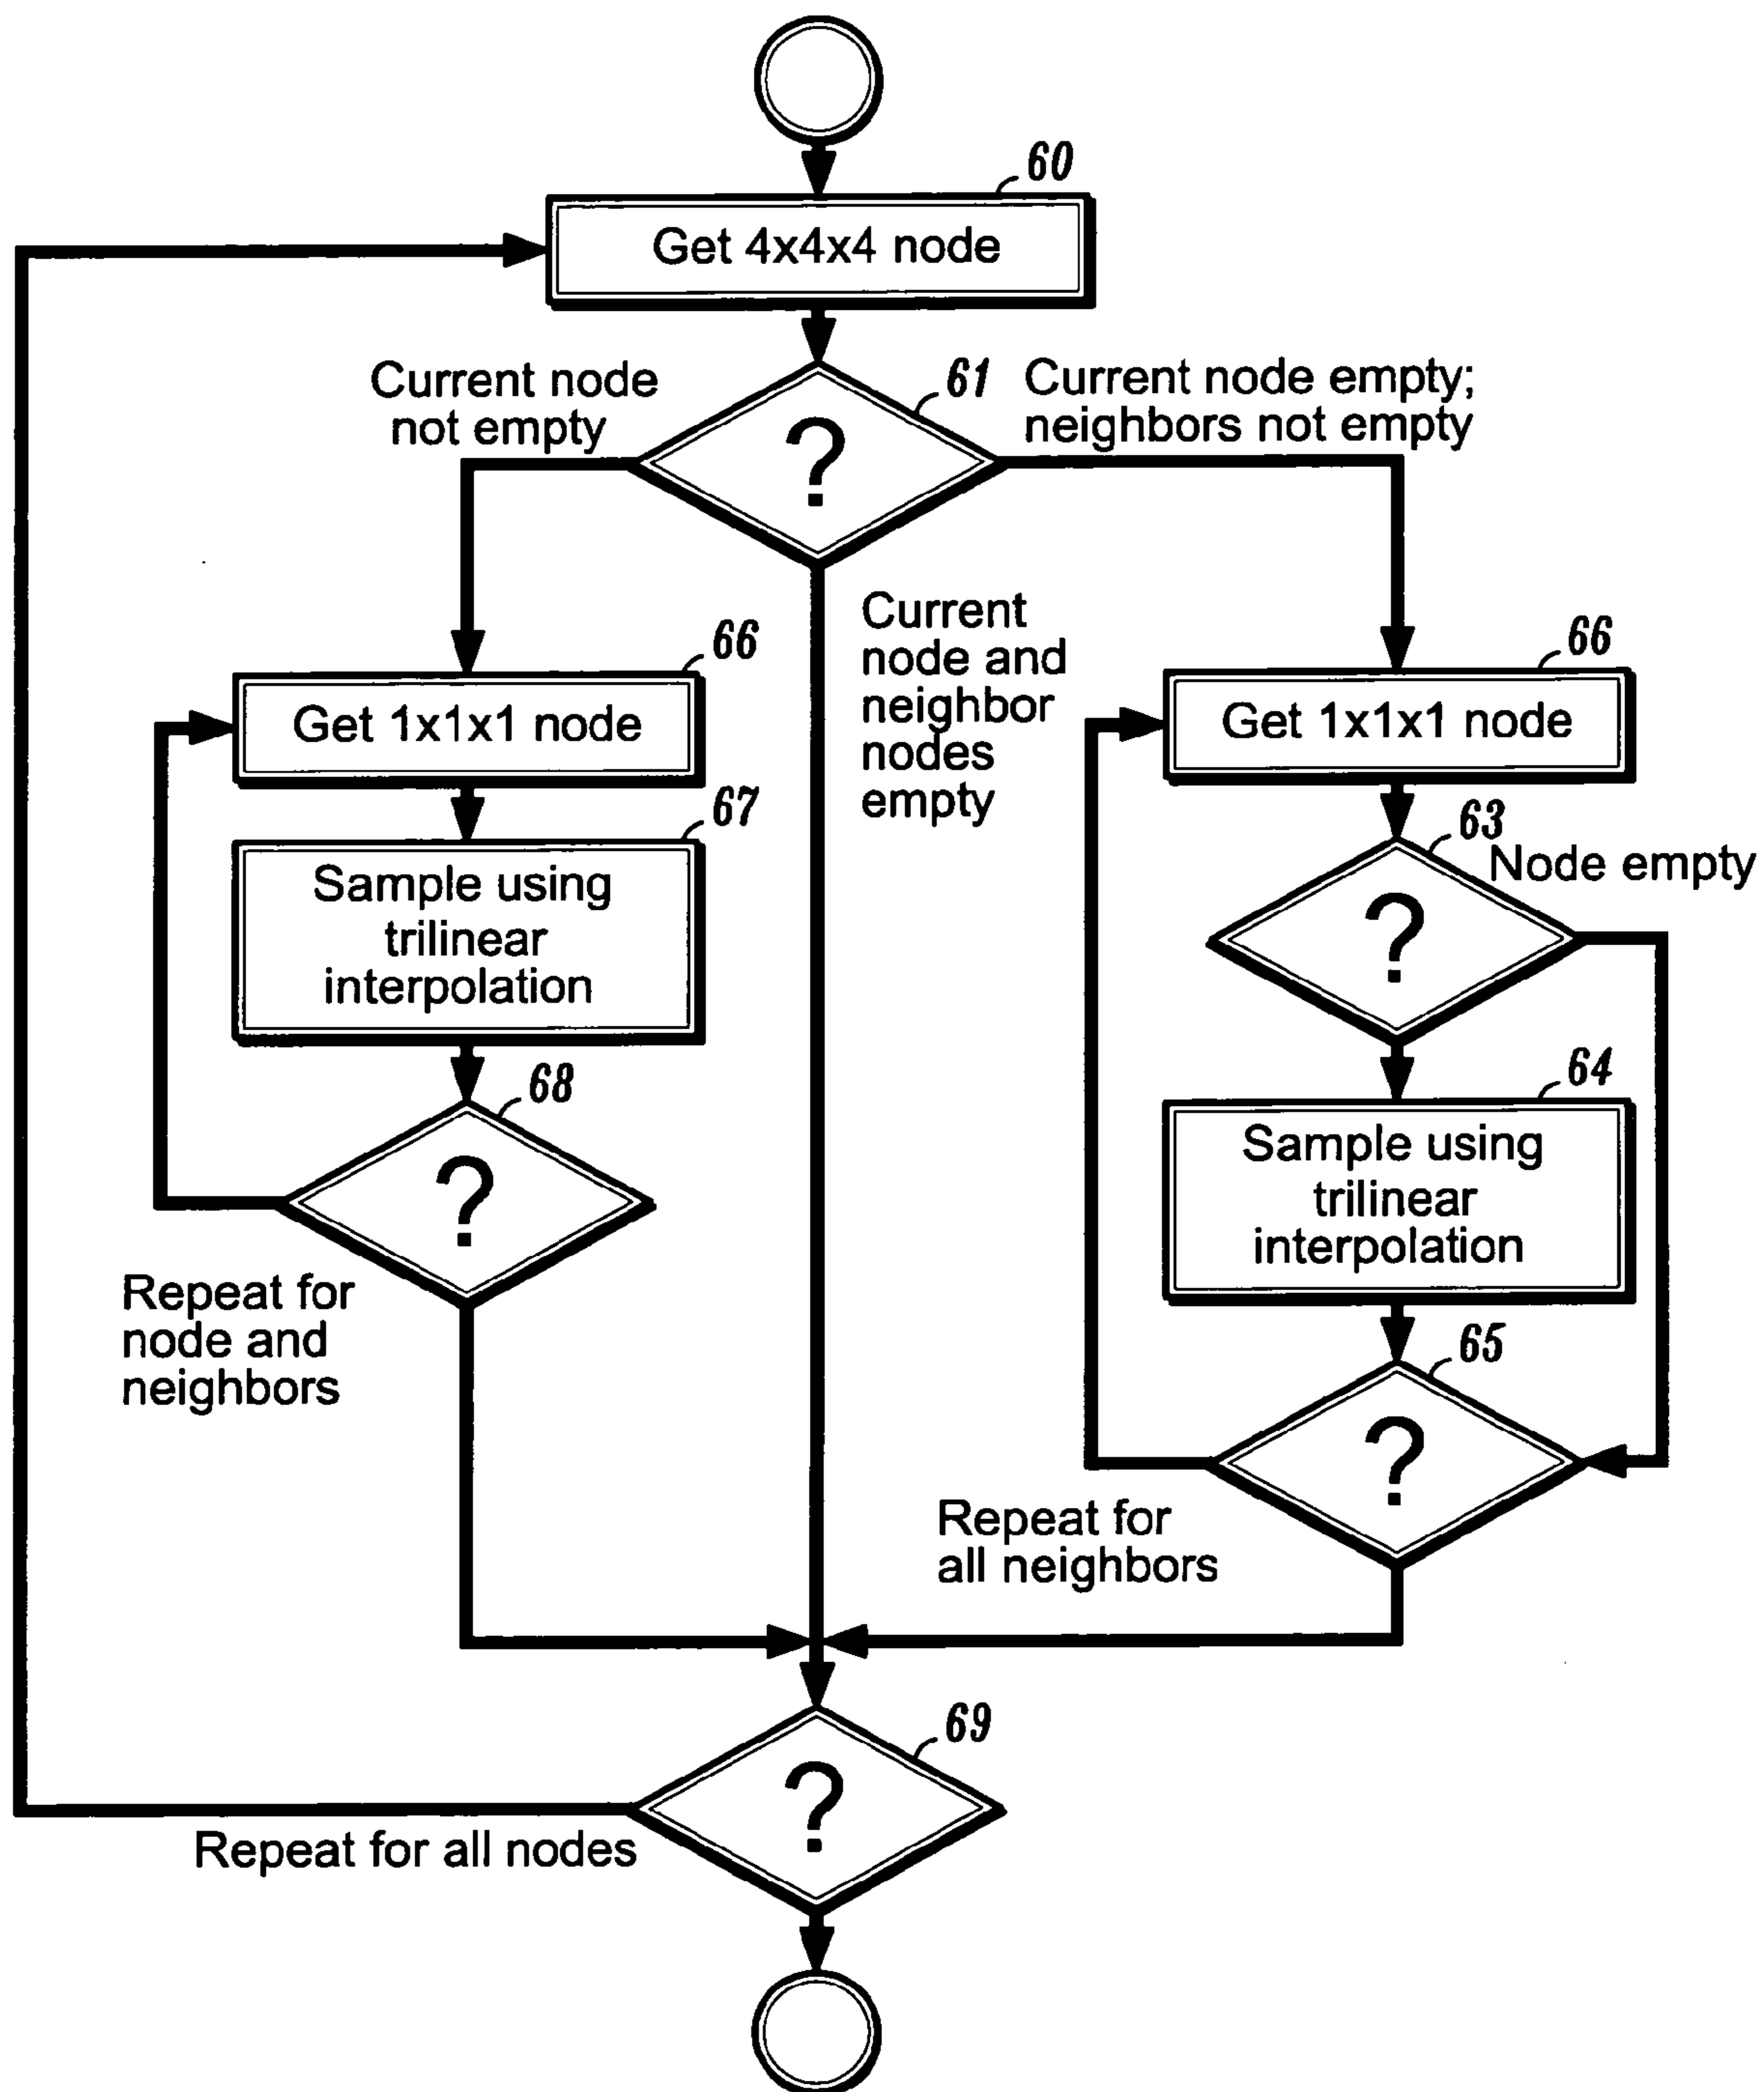 60
Get 4x4x4 node
Current node
not empty
?
61
Current node empty;
neighbors not empty
Current
node and
neighbor
nodes
empty
66
Get 1x1x1 node
67
Sample using
trilinear
interpolation
68
?
Repeat for
node and
neighbors
66
Get 1x1x1 node
63
Node empty
?
64
Sample using
trilinear
interpolation
65
?
Repeat for
all neighbors
69
?
Repeat for all nodes